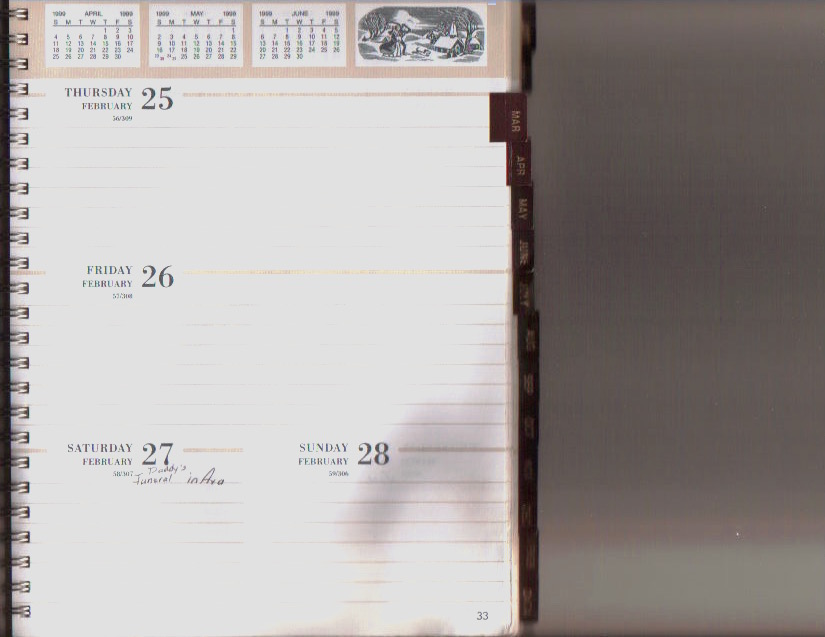 1999 APRIL 1999
S M T W T F S
1 2 3
4 5 6 7 8 9 10
11 12 13 14 15 16 17
18 19 20 21 22 23 24
25 26 27 28 29 30
1999 MAY 1999
S M T W T F S
1
2 3 4 5 6 7 8
9 10 11 12 13 14 15
16 17 18 19 20 21 22
23 30 24 31 25 26 27 28 29
1999 JUNE 1999
S M T W T F S
1 2 3 4 5
6 7 8 9 10 11 12
13 14 15 16 17 18 19
20 21 22 23 24 25 26
27 28 29 30
THURSDAY 25
FEBRUARY
56/309
MAR
APR
MAY
JUNE
JULY
AUG
SEP
FRIDAY 26
FEBRUARY
57/308
SATURDAY 27
FEBRUARY
58/307
Daddy's
Funeral in Ava
SUNDAY 28
FEBRUARY
59/306
33